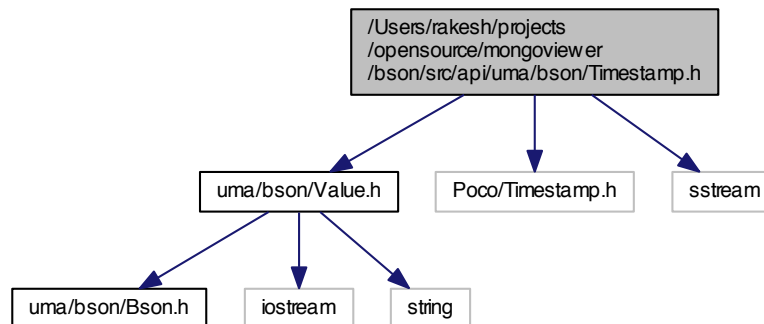 /Users/rakesh/projects
/opensource/mongoviewer
/bson/src/api/uma/bson/Timestamp.h
uma/bson/Value.h
Poco/Timestamp.h
sstream
uma/bson/Bson.h
iostream
string